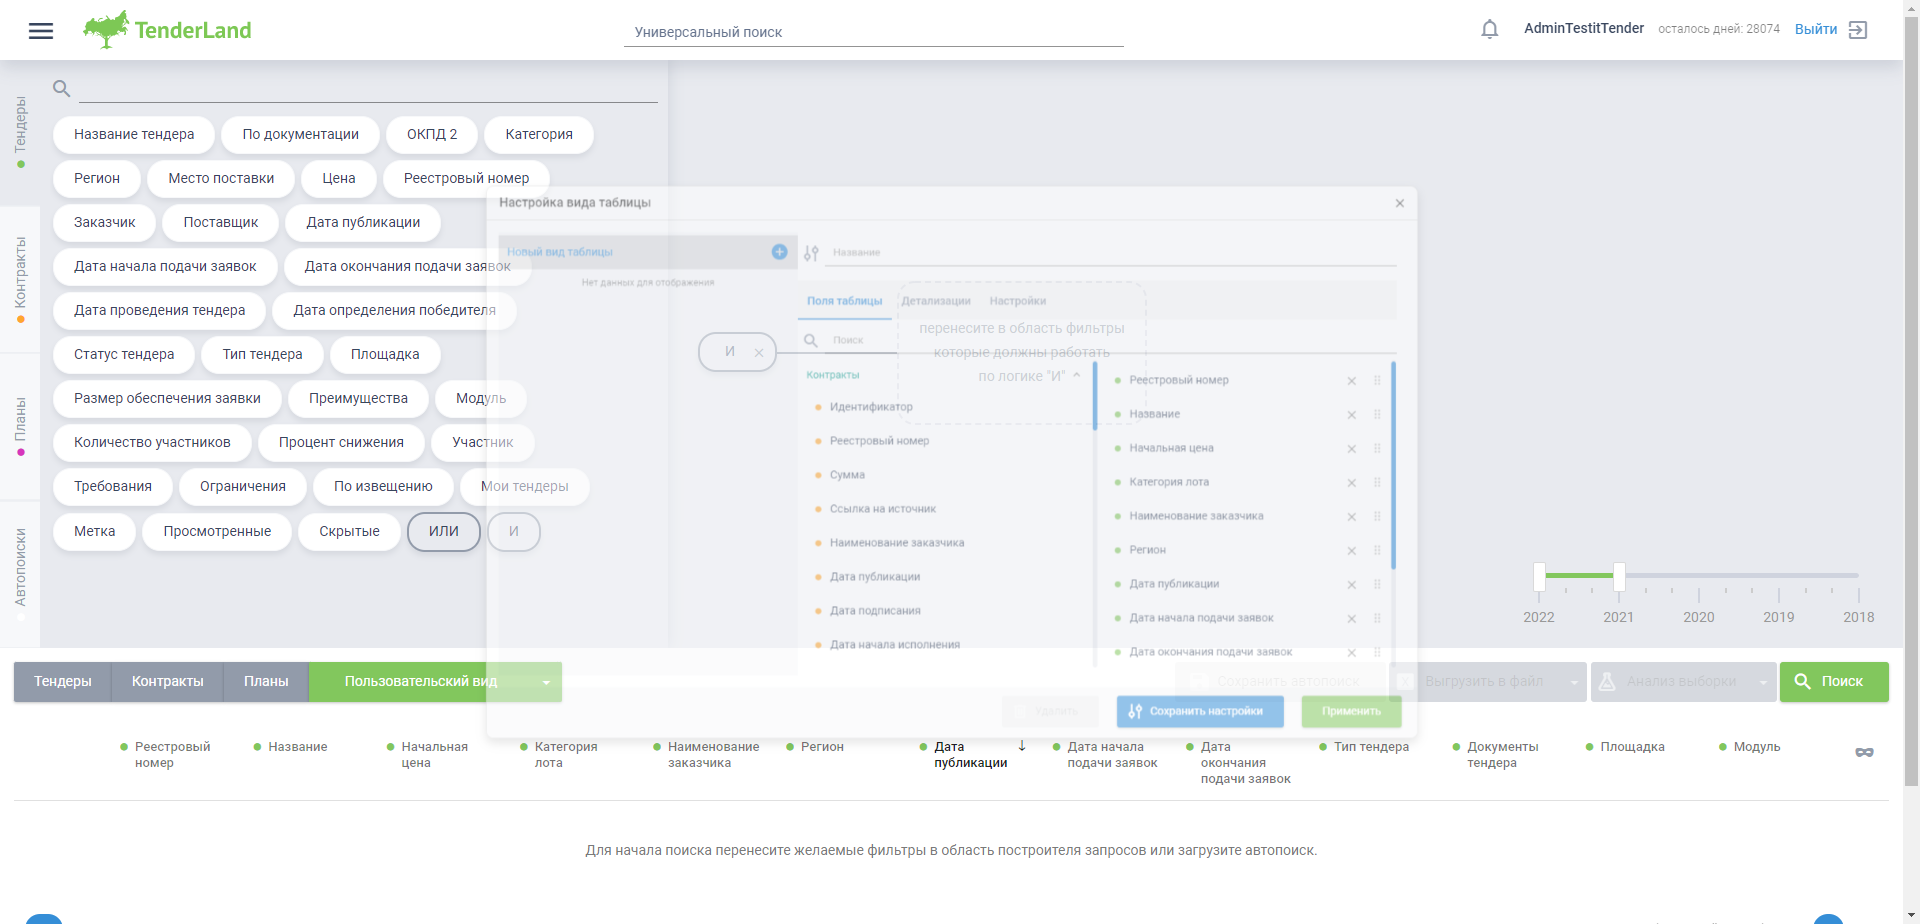 TenderLand
Универсальный поиск
AdminTestitTender
осталось дней: 28074
Выйти
Тендеры
Контракты
Планы
Автопоиски
Название тендера
По документации
ОКПД 2
Категория
Регион
Место поставки
Цена
Реестровый номер
Заказчик
Поставщик
Дата публикации
Дата начала подачи заявок
Дата окончания подачи заявок
Дата проведения тендера
Дата определения победителя
Статус тендера
Тип тендера
Площадка
Размер обеспечения заявки
Преимущества
Модуль
Количество участников
Процент снижения
Участник
Требования
Ограничения
По извещению
Мои тендеры
Метка
Просмотренные
Скрытые
ИЛИ
И
Настройка вида таблицы
Новый вид таблицы
Нет данных для отображения
Название
Поля таблицы
Детализации
Настройки
Поиск
И
перенесите в область фильтры
которые должны работать
по логике "И"
Контракты
Идентификатор
Реестровый номер
Сумма
Ссылка на источник
Наименование заказчика
Дата публикации
Дата подписания
Дата начала исполнения
Реестровый номер
Название
Начальная цена
Категория лота
Наименование заказчика
Регион
Дата публикации
Дата начала подачи заявок
Дата окончания подачи заявок
Удалить
Сохранить настройки
Применить
2022
2021
2020
2019
2018
Тендеры
Контракты
Планы
Пользовательский вид
Сохранить автопоиск
Выгрузить в файл
Анализ выборки
Поиск
Реестровый
номер
Название
Начальная
цена
Категория
лота
Наименование
заказчика
Регион
Дата
публикации
Дата начала
подачи заявок
Дата
окончания
подачи заявок
Тип тендера
Документы
тендера
Площадка
Модуль
Для начала поиска перенесите желаемые фильтры в область построителя запросов или загрузите автопоиск.